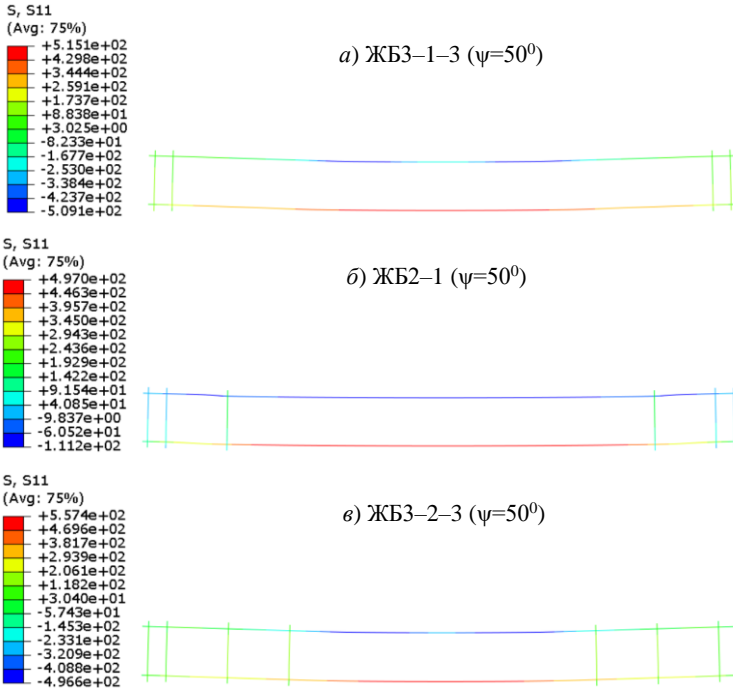 S, S11
(Avg: 75%)
+5.151e+02
+4.298e+02
+3.444e+02
+2.591e+02
+1.737e+02
+8.838e+01
+3.025e+00
-8.233e+01
-1.677e+02
-2.530e+02
-3.384e+02
-4.237e+02
-5.091e+02
а) ЖБ3–1–3 (ψ=50⁰)
S, S11
(Avg: 75%)
+4.970e+02
+4.463e+02
+3.957e+02
+3.450e+02
+2.943e+02
+2.436e+02
+1.929e+02
+1.422e+02
+9.154e+01
+4.085e+01
-9.837e+00
-6.052e+01
-1.112e+02
б) ЖБ2–1 (ψ=50⁰)
S, S11
(Avg: 75%)
+5.574e+02
+4.696e+02
+3.817e+02
+2.939e+02
+2.061e+02
+1.182e+02
+3.040e+01
-5.743e+01
-1.453e+02
-2.331e+02
-3.209e+02
-4.088e+02
-4.966e+02
в) ЖБ3–2–3 (ψ=50⁰)